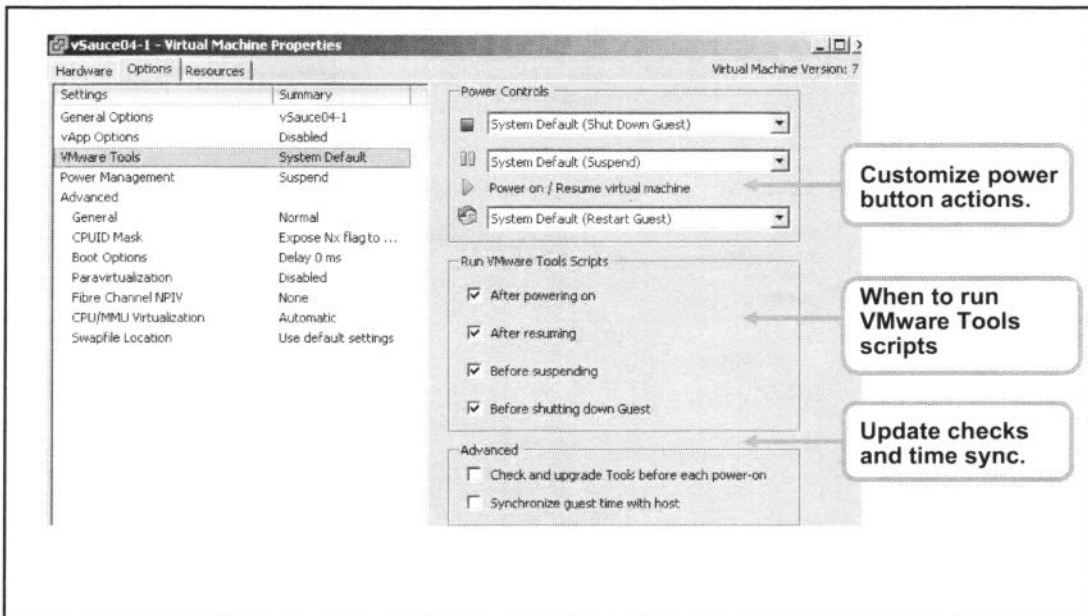 vSauce04-1 - Virtual Machine Properties
Hardware Options Resources
Virtual Machine Version: 7
Settings Summary
General Options vSauce04-1
vApp Options Disabled
VMware Tools System Default
Power Management Suspend
Advanced
General Normal
CPUID Mask Expose Nx flag to ...
Boot Options Delay 0 ms
Paravirtualization Disabled
Fibre Channel NPIV None
CPU/MMU Virtualization Automatic
Swapfile Location Use default settings
Power Controls
System Default (Shut Down Guest)
System Default (Suspend)
Power on / Resume virtual machine
System Default (Restart Guest)
Run VMware Tools Scripts
After powering on
After resuming
Before suspending
Before shutting down Guest
Advanced
Check and upgrade Tools before each power-on
Synchronize guest time with host
Customize power
button actions.
When to run
VMware Tools
scripts
Update checks
and time sync.